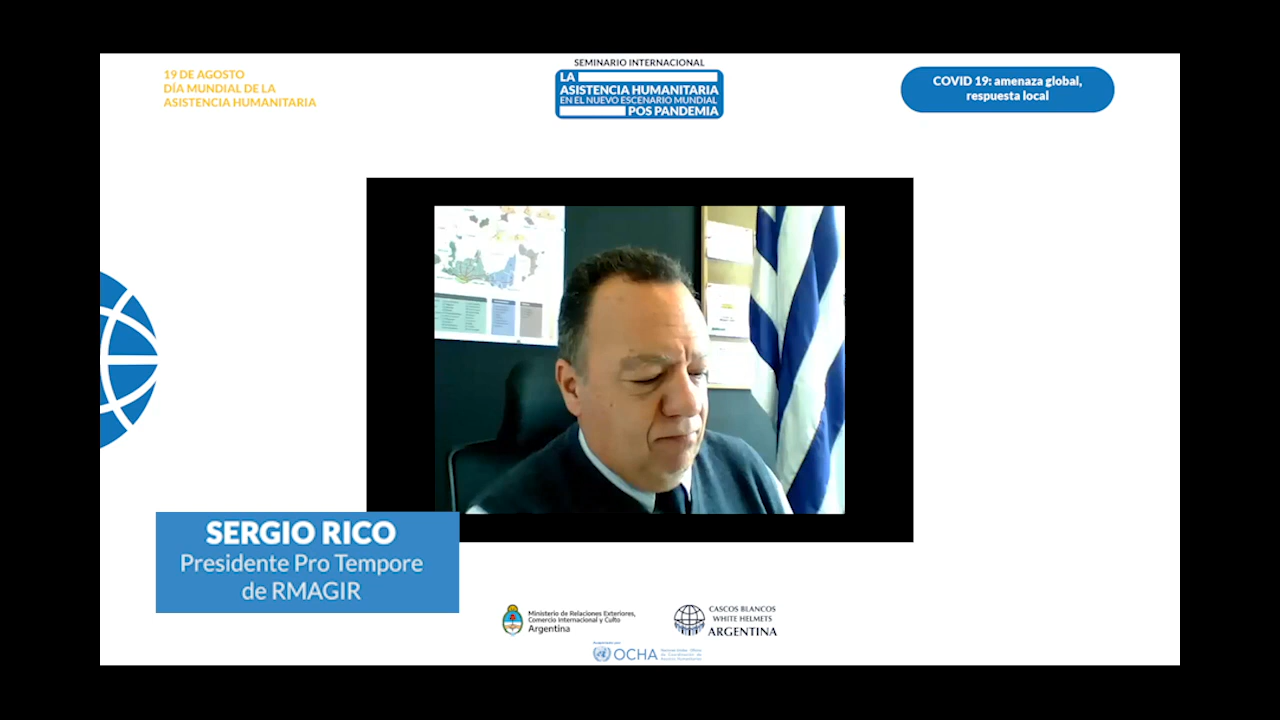 19 DE AGOSTO
DÍA MUNDIAL DE LA
ASISTENCIA HUMANITARIA
SEMINARIO INTERNACIONAL
LA
ASISTENCIA HUMANITARIA
EN EL NUEVO ESCENARIO MUNDIAL
POS PANDEMIA
COVID 19: amenaza global,
respuesta local
SERGIO RICO
Presidente Pro Tempore
de RMAGIR
Ministerio de Relaciones Exteriores,
Comercio Internacional y Culto
Argentina
CASCOS BLANCOS
WHITE HELMETS
ARGENTINA
OCHA